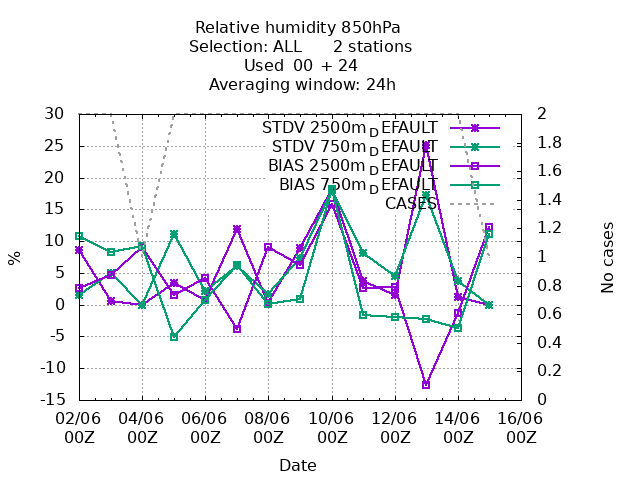 Relative humidity 850hPa
Selection: ALL 2 stations
Used 00 + 24
Averaging window: 24h
30 2
STDV 2500m_DEFAULT
25 1.8
STDV 750m_DEFAULT
BIAS 2500m_DEFAULT
20 1.6
BIAS 750m_DEFAULT
15 1.4
CASES
10 1.2
% No cases
5 1
0 0.8
0.6
-5 0.4
-10 0.2
-15 0
02/06 04/06 06/06 08/06 10/06 12/06 14/06 16/06
00Z 00Z 00Z 00Z 00Z 00Z 00Z 00Z
Date